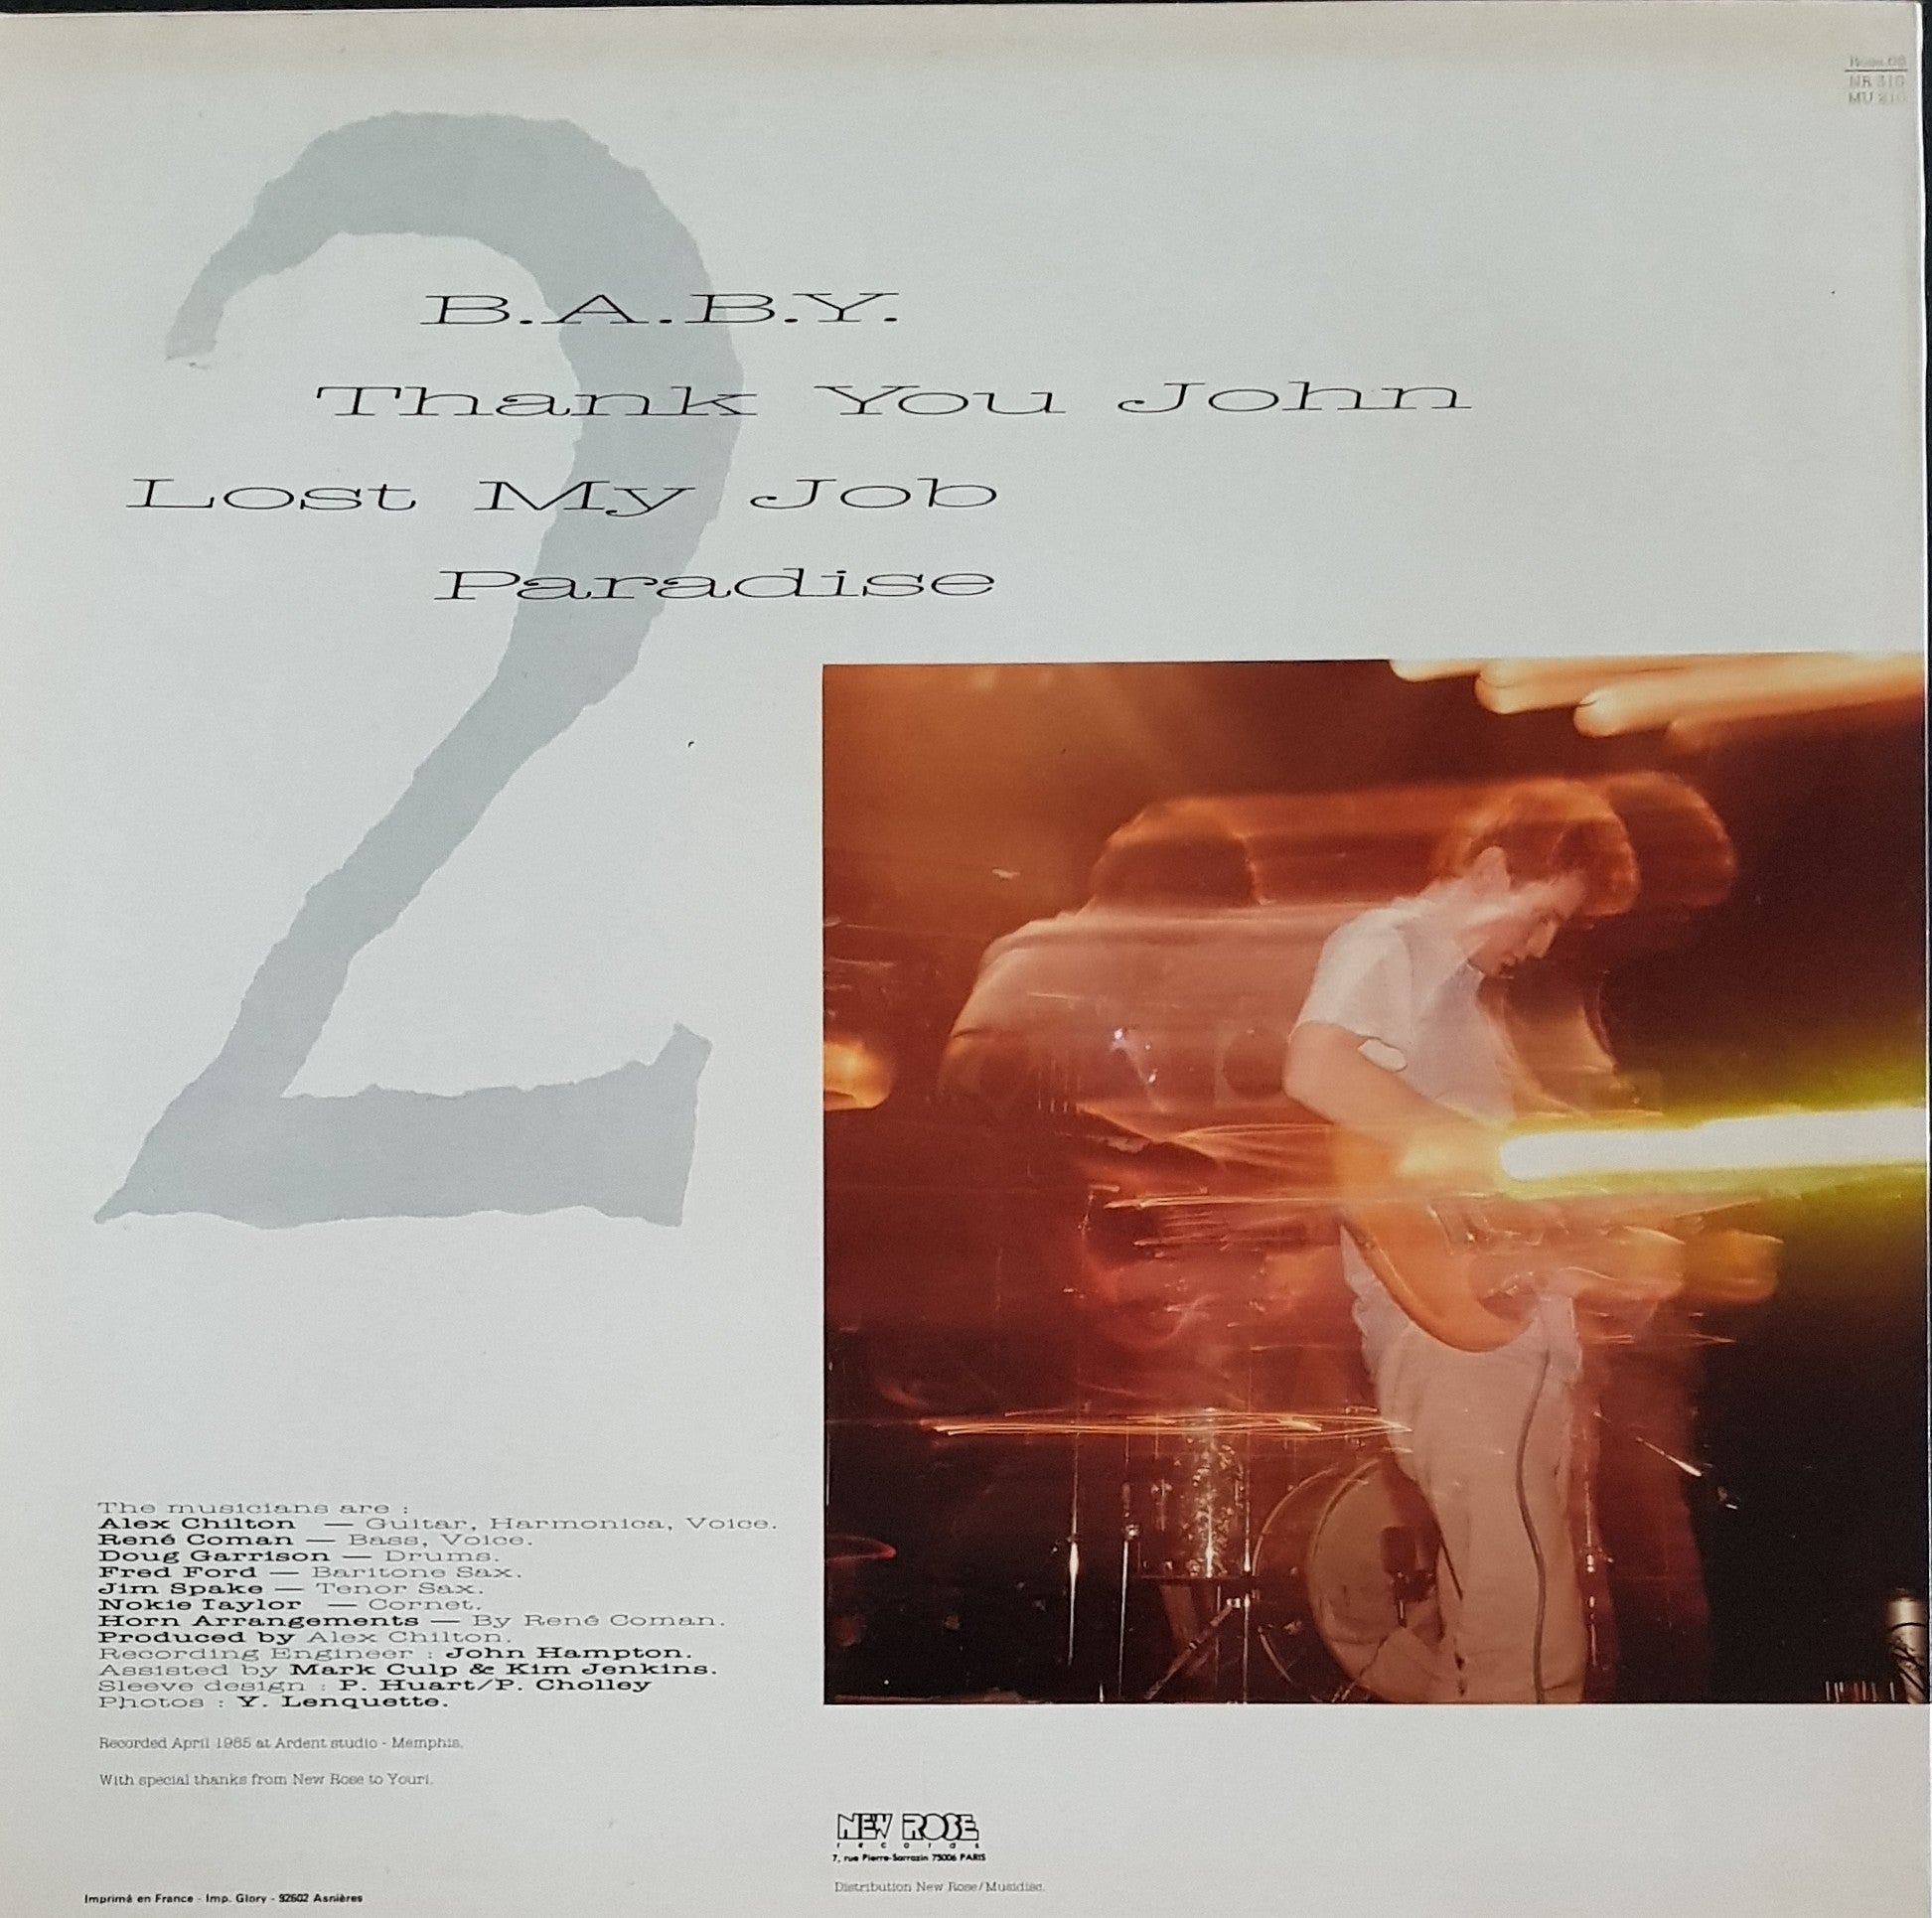 NR 310
2
B.A.B.Y.
Thank You John
Lost My Job
Paradise
The musicians are :
Alex Chilton — Guitar, Harmonica, Voice.
René Coman — Bass, Voice.
Doug Garrison — Drums.
Fred Ford — Baritone Sax.
Jim Spake — Tenor Sax.
Nokie Taylor — Cornet.
Horn Arrangements — By René Coman.
Produced by Alex Chilton.
Recording Engineer : John Hampton.
Assisted by Mark Culp & Kim Jenkins.
Sleeve design : P. Huart/P. Cholley
Photos : Y. Lenquette.
Recorded April 1985 at Ardent studio - Memphis.
With special thanks from New Rose to Youri.
NEW ROSE
records
7, rue Pierre-Sarrazin 75006 PARIS
Distribution New Rose/Musidisc.
Imprimé en France - Imp. Glory - 92602 Asnières